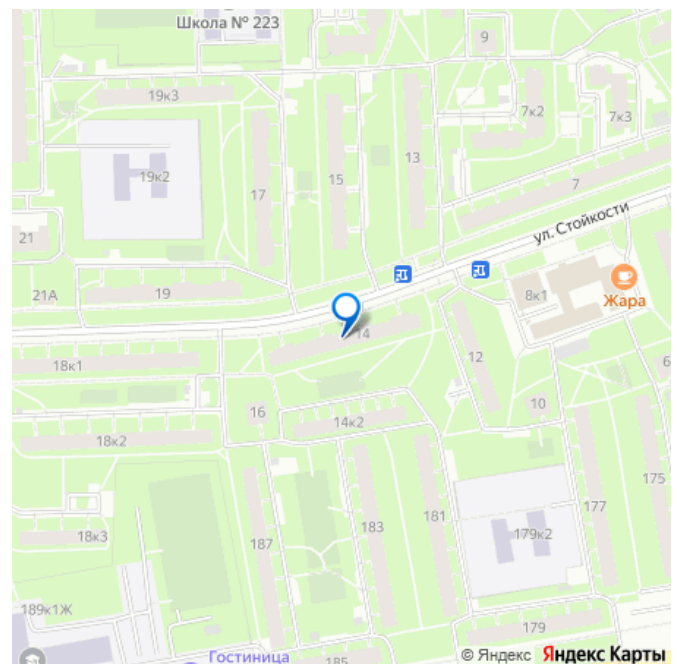 Школа № 223
9
19к3
7к2
7к3
13
19к2
15
17
7
ул. Стойкости
21
21А
19
8к1
Жара
14
18к1
12
6
16
10
14к2
18к2
175
177
181
183
18к3
187
179к2
189к1Ж
179
Гостиница
185
© Яндекс Яндекс Карты